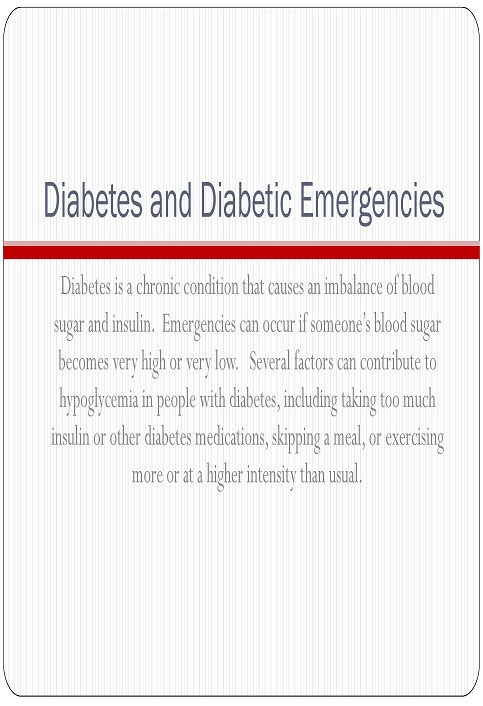 Diabetes and Diabetic Emergencies
Diabetes is a chronic condition that causes an imbalance of blood
sugar and insulin.  Emergencies can occur if someone's blood sugar
becomes very high or very low.   Several factors can contribute to
hypoglycemia in people with diabetes, including taking too much
insulin or other diabetes medications, skipping a meal, or exercising
more or at a higher intensity than usual.